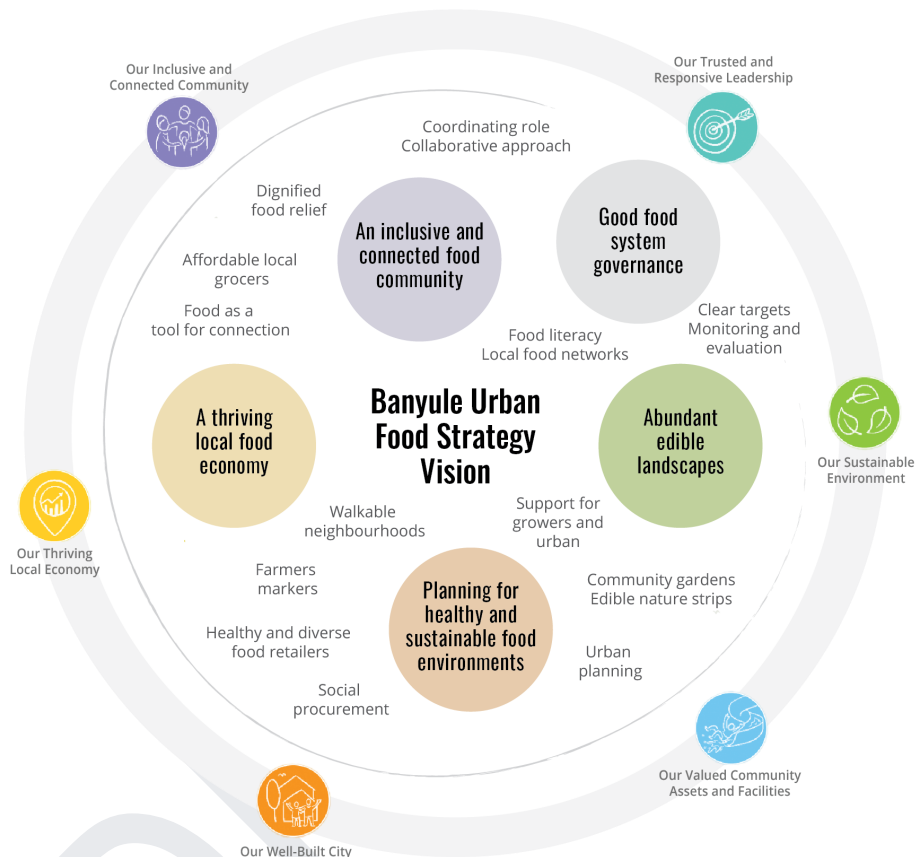 Our Inclusive and
Connected Community
Our Trusted and
Responsive Leadership
Coordinating role
Collaborative approach
Dignified
food relief
An inclusive and
connected food
community
Good food
system
governance
Affordable local
grocers
Food as a
tool for connection
Clear targets
Monitoring and
evaluation
Food literacy
Local food networks
A thriving
local food
economy
Banyule Urban
Food Strategy
Vision
Abundant
edible
landscapes
Our Sustainable
Environment
Our Thriving
Local Economy
Walkable
neighbourhoods
Support for
growers and
urban
Farmers
markers
Planning for
healthy and
sustainable food
environments
Community gardens
Edible nature strips
Healthy and diverse
food retailers
Urban
planning
Social
procurement
Our Valued Community
Assets and Facilities
Our Well-Built City